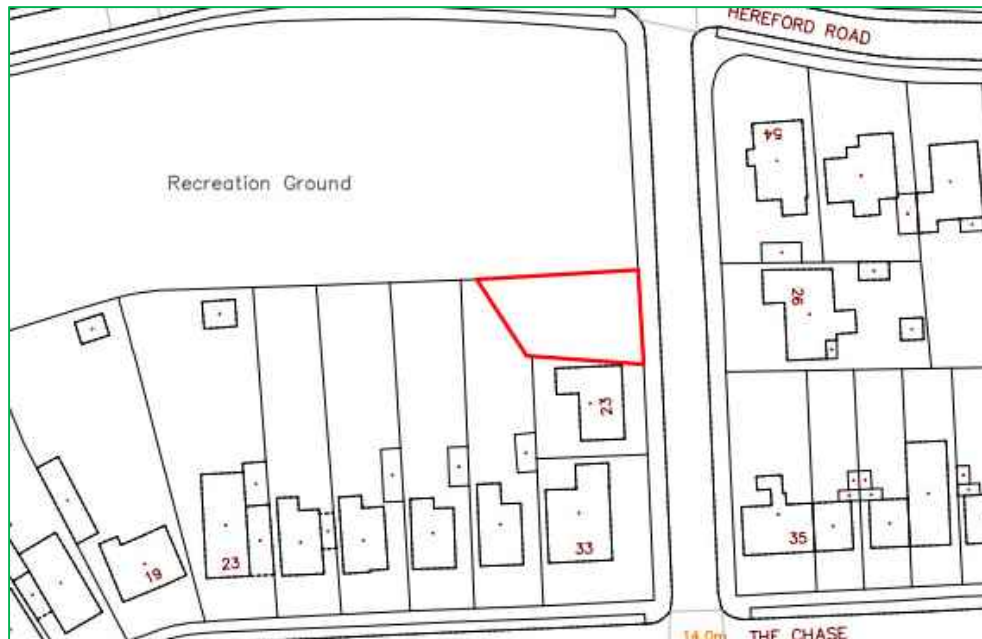 HEREFORD ROAD
54
Recreation Ground
26
23
35
33
23
19
14.0m
THE CHASE